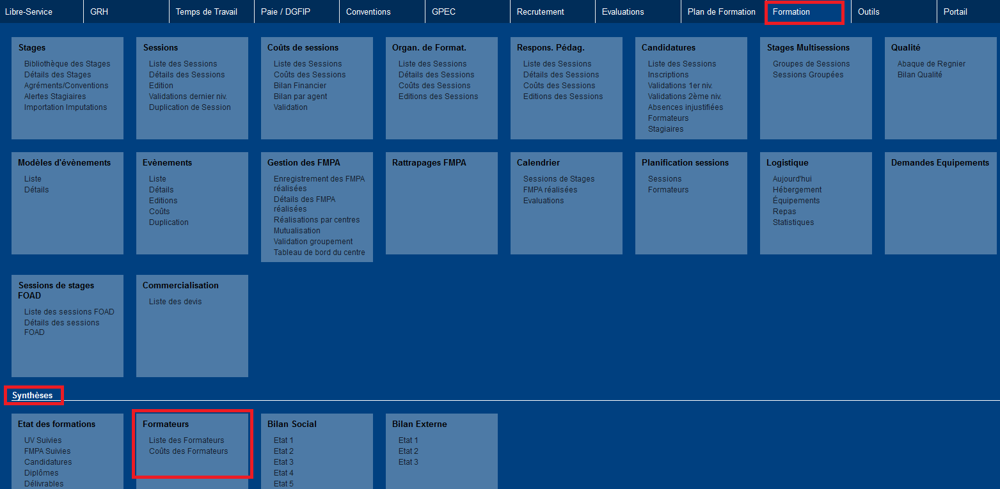 Libre-Service
GRH
Temps de Travail
Paie / DGFIP
Conventions
GPEC
Recrutement
Evaluations
Plan de Formation
Formation
Outils
Portail
Stages
Bibliothèque des Stages
Détails des Stages
Agréments/Conventions
Alertes Stagiaires
Importation Imputations
Sessions
Liste des Sessions
Détails des Sessions
Edition
Validations dernier niv.
Duplication de Session
Coûts de sessions
Liste des Sessions
Coûts des Sessions
Bilan Financier
Bilan par agent
Validation
Organ. de Format.
Liste des Sessions
Détails des Sessions
Coûts des Sessions
Editions des Sessions
Respons. Pédag.
Liste des Sessions
Détails des Sessions
Coûts des Sessions
Editions des Sessions
Candidatures
Liste des Sessions
Inscriptions
Validations 1er niv.
Validations 2ème niv.
Absences injustifiées
Formateurs
Stagiaires
Stages Multisessions
Groupes de Sessions
Sessions Groupées
Qualité
Abaque de Regnier
Bilan Qualité
Modèles d'évènements
Liste
Détails
Evènements
Liste
Détails
Editions
Coûts
Duplication
Gestion des FMPA
Enregistrement des FMPA
réalisées
Détails des FMPA
réalisées
Réalisations par centres
Mutualisation
Validation groupement
Tableau de bord du centre
Rattrapages FMPA
Calendrier
Sessions de Stages
FMPA réalisées
Evaluations
Planification sessions
Sessions
Formateurs
Logistique
Aujourd'hui
Hébergement
Équipements
Repas
Statistiques
Demandes Equipements
Sessions de stages
FOAD
Liste des sessions FOAD
Détails des sessions
FOAD
Commercialisation
Liste des devis
Synthèses
Etat des formations
UV Suivies
FMPA Suivies
Candidatures
Diplômes
Délivrables
Formateurs
Liste des Formateurs
Coûts des Formateurs
Bilan Social
Etat 1
Etat 2
Etat 3
Etat 4
Etat 5
Bilan Externe
Etat 1
Etat 2
Etat 3